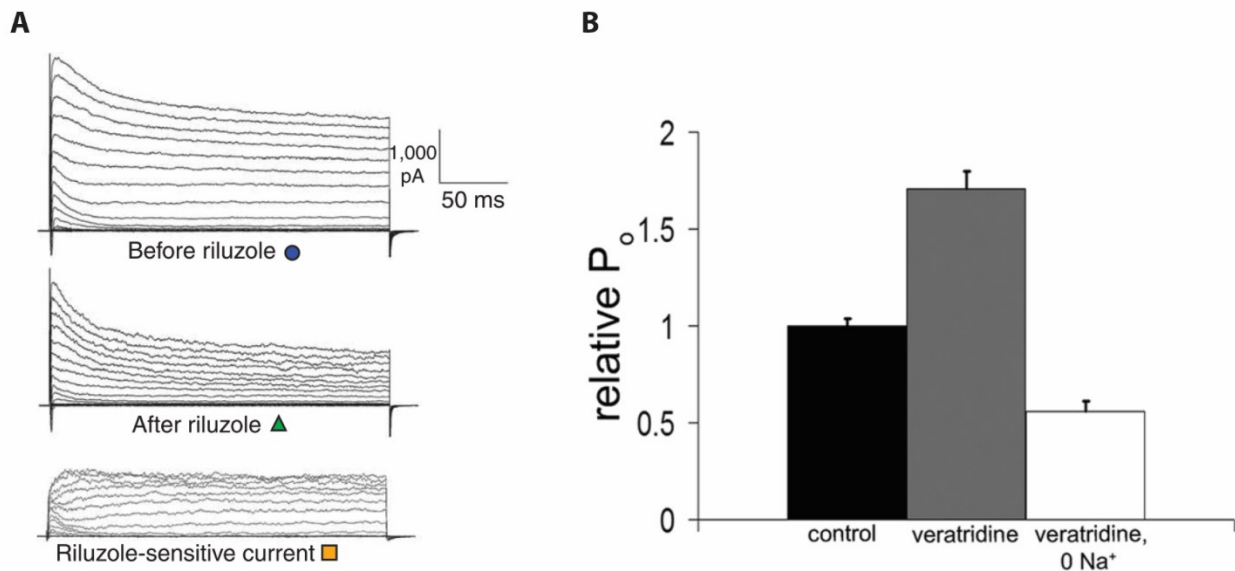 A
1,000
pA
50 ms
Before riluzole
After riluzole
Riluzole-sensitive current
B
relative Po
2
1.5
1
0.5
0
control
veratridine
veratridine,
0 Na⁺